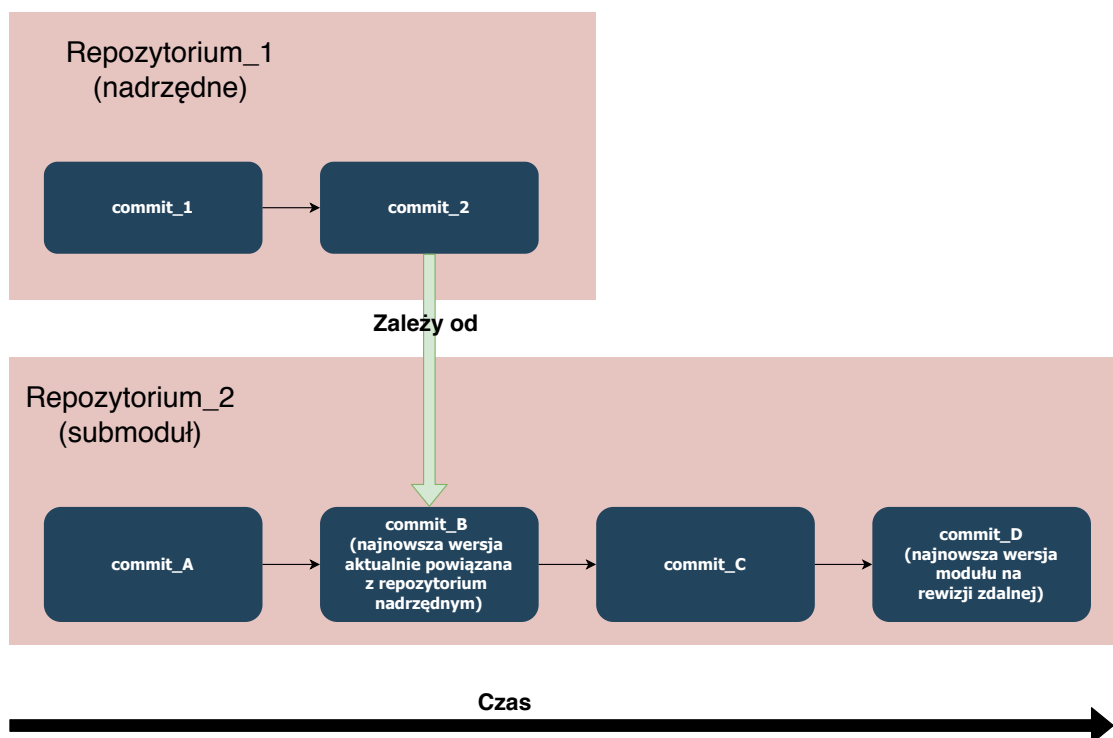 Repozytorium_1
(nadrzędne)
commit_1
commit_2
Zależy od
Repozytorium_2
(submoduł)
commit_A
commit_B
(najnowsza wersja
aktualnie powiązana
z repozytorium
nadrzędnym)
commit_C
commit_D
(najnowsza wersja
modułu na
rewizji zdalnej)
Czas